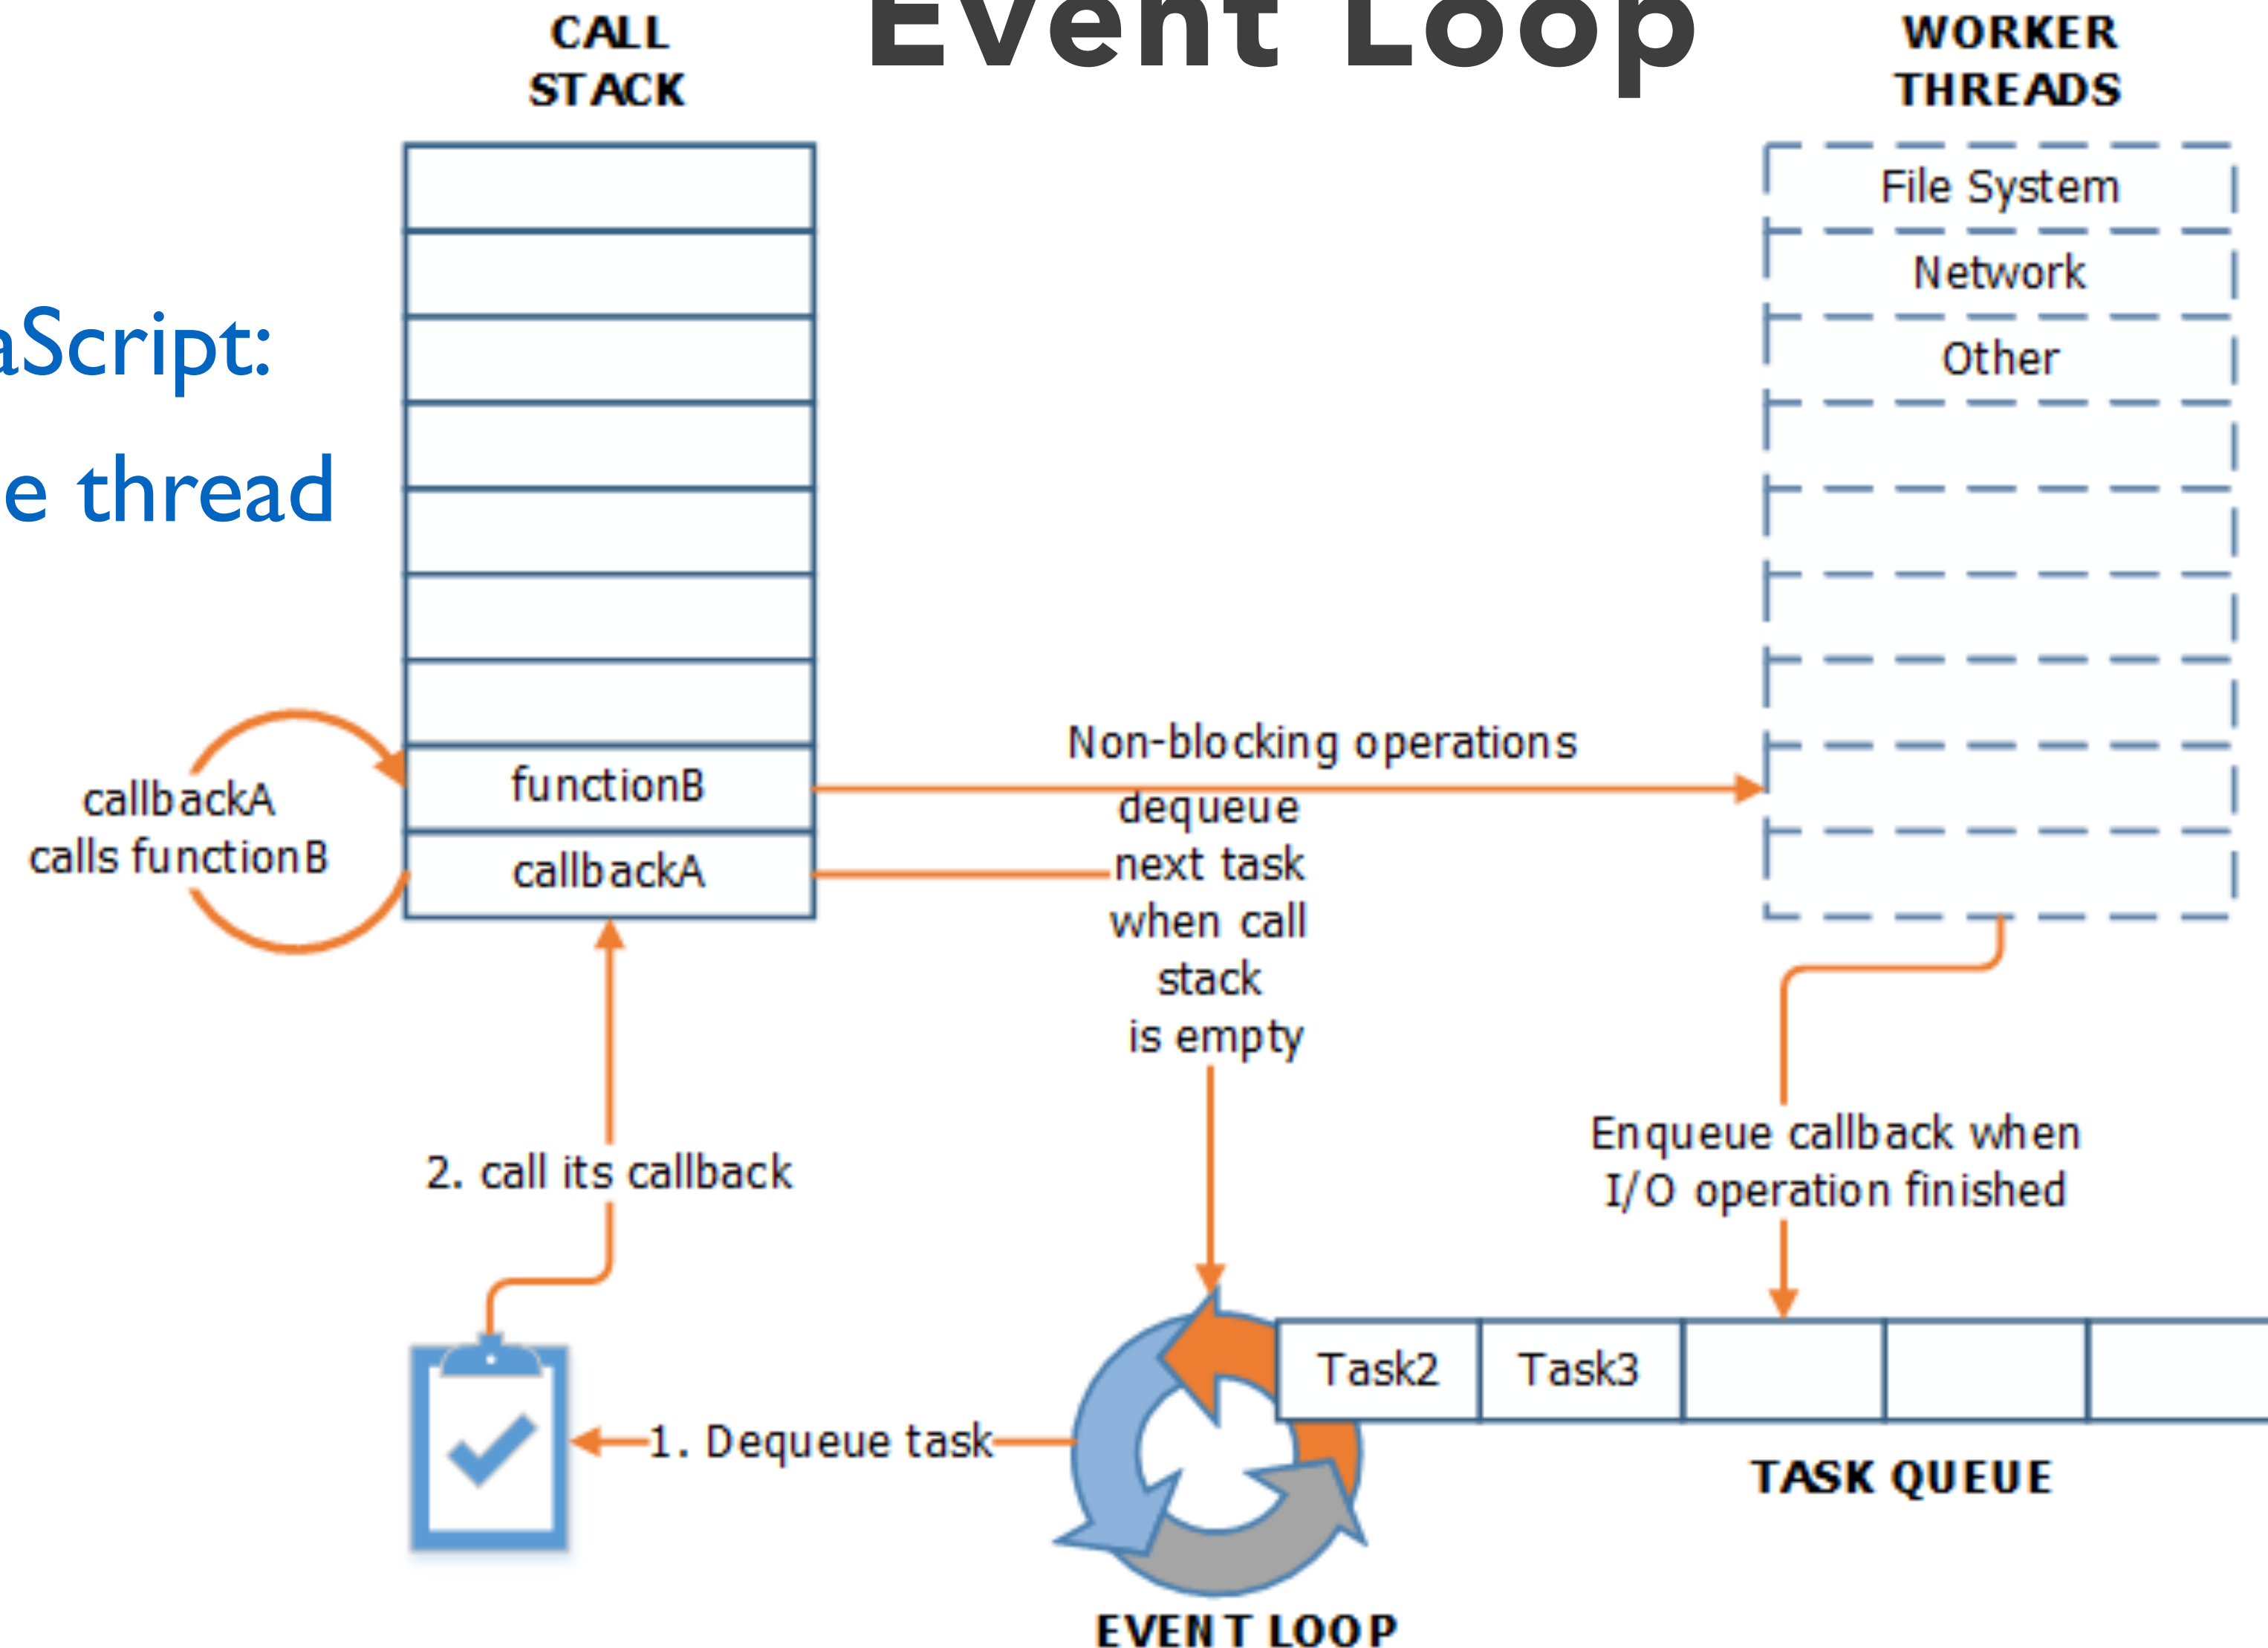 Event Loop
CALL
STACK
WORKER
THREADS
File System
Network
Other
aScript:
e thread
Non-blocking operations
functionB
callbackA
calls functionB
callbackA
dequeue
next task
when call
stack
is empty
2. call its callback
Enqueue callback when
I/O operation finished
Task2
Task3
1. Dequeue task
TASK QUEUE
EVENT LOOP